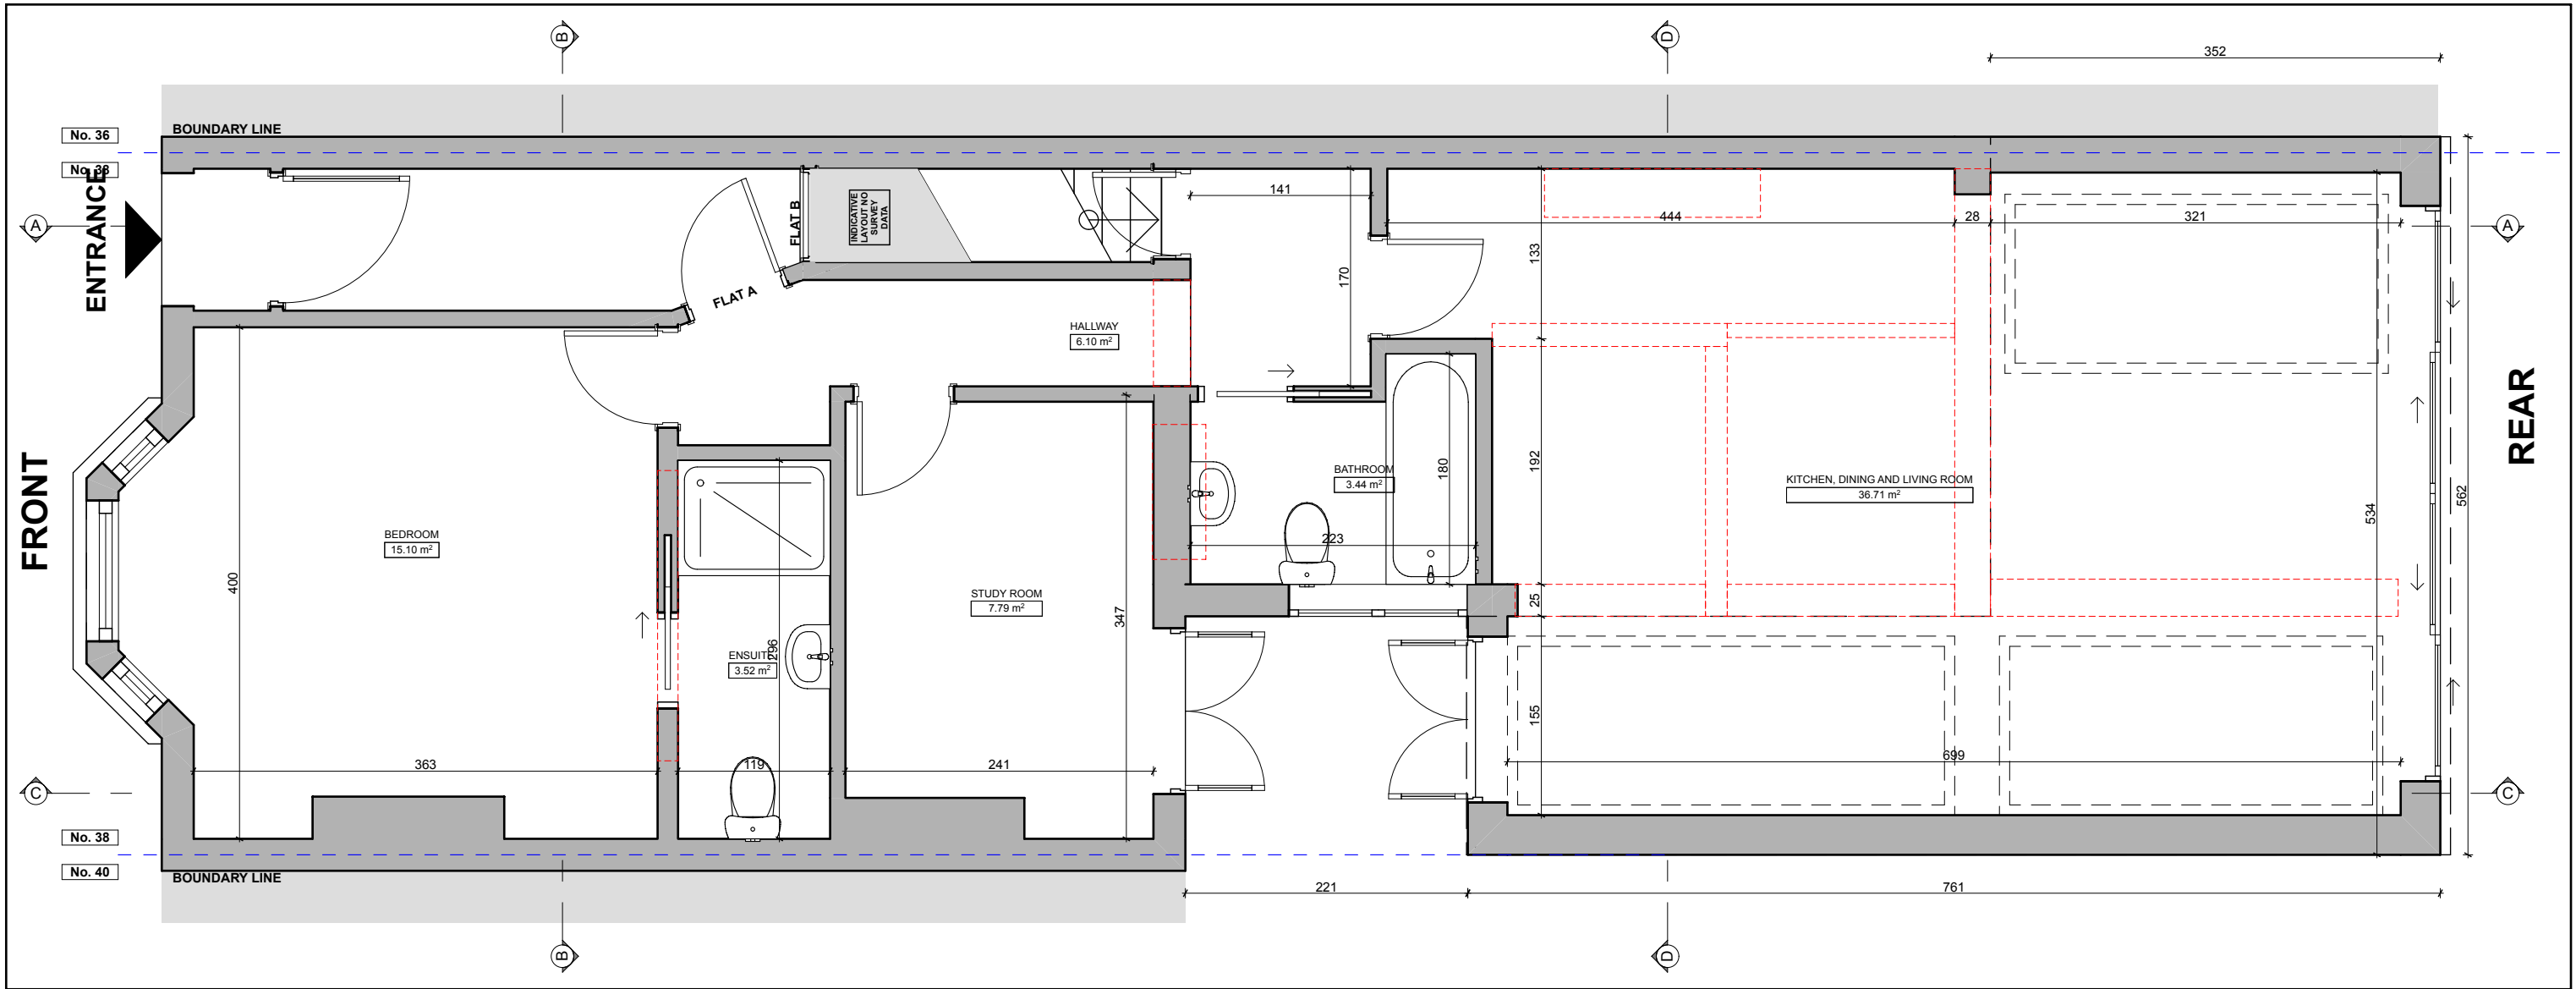 B
D
352
No. 36
BOUNDARY LINE
No. 38
ENTRANCE
A
FLAT B
INDICATIVE
LAYOUT NO
SURVEY
DATA
141
444
28
321
A
133
170
FLAT A
HALLWAY
6.10 m²
FRONT
REAR
BATHROOM
3.44 m²
180
192
KITCHEN, DINING AND LIVING ROOM
36.71 m²
562
534
BEDROOM
15.10 m²
223
400
STUDY ROOM
7.79 m²
347
25
ENSUITE
3.52 m²
296
155
699
363
119
241
C
C
No. 38
No. 40
BOUNDARY LINE
221
761
B
D